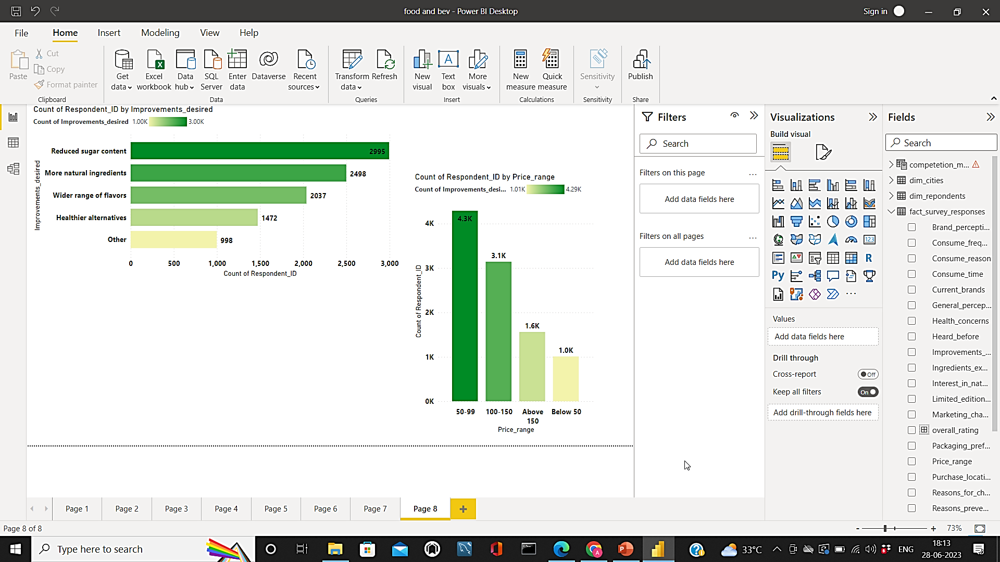 food and bev - Power BI Desktop
Sign in
File Home Insert Modeling View Help
Paste
Cut
Copy
Format painter
Clipboard
Get data
Excel workbook
Data hub
SQL Server
Enter data
Dataverse
Recent sources
Data
Transform data
Refresh
Queries
New visual
Text box
More visuals
Insert
New measure
Quick measure
Calculations
Sensitivity
Sensitivity
Publish
Share
Count of Respondent_ID by Improvements_desired
Count of Improvements_desired 1.00K 3.00K
Improvements_desired
Reduced sugar content 2995
More natural ingredients 2498
Wider range of flavors 2037
Healthier alternatives 1472
Other 998
0 500 1,000 1,500 2,000 2,500 3,000
Count of Respondent_ID
Count of Respondent_ID by Price_range
Count of Improvements_desi... 1.01K 4.29K
Count of Respondent_ID
4K
3K
2K
1K
0K
4.3K
3.1K
1.6K
1.0K
50-99 100-150 Above 150 Below 50
Price_range
Filters
Search
Filters on this page ...
Add data fields here
Filters on all pages ...
Add data fields here
Visualizations
Build visual
123
R
Py
...
Values
Add data fields here
Drill through
Cross-report Off
Keep all filters On
Add drill-through fields here
Fields
Search
competetion_m...
dim_cities
dim_repondents
fact_survey_responses
Brand_percepti...
Consume_freq...
Consume_reason
Consume_time
Current_brands
General_percep...
Health_concerns
Heard_before
Improvements_...
Ingredients_ex...
Interest_in_nat...
Limited_edition...
Marketing_cha...
overall_rating
Packaging_pref...
Price_range
Purchase_locati...
Reasons_for_ch...
Reasons_preve...
Page 1 Page 2 Page 3 Page 4 Page 5 Page 6 Page 7 Page 8 +
Page 8 of 8
- + 73%
Type here to search
33°C
ENG
18:13
28-06-2023